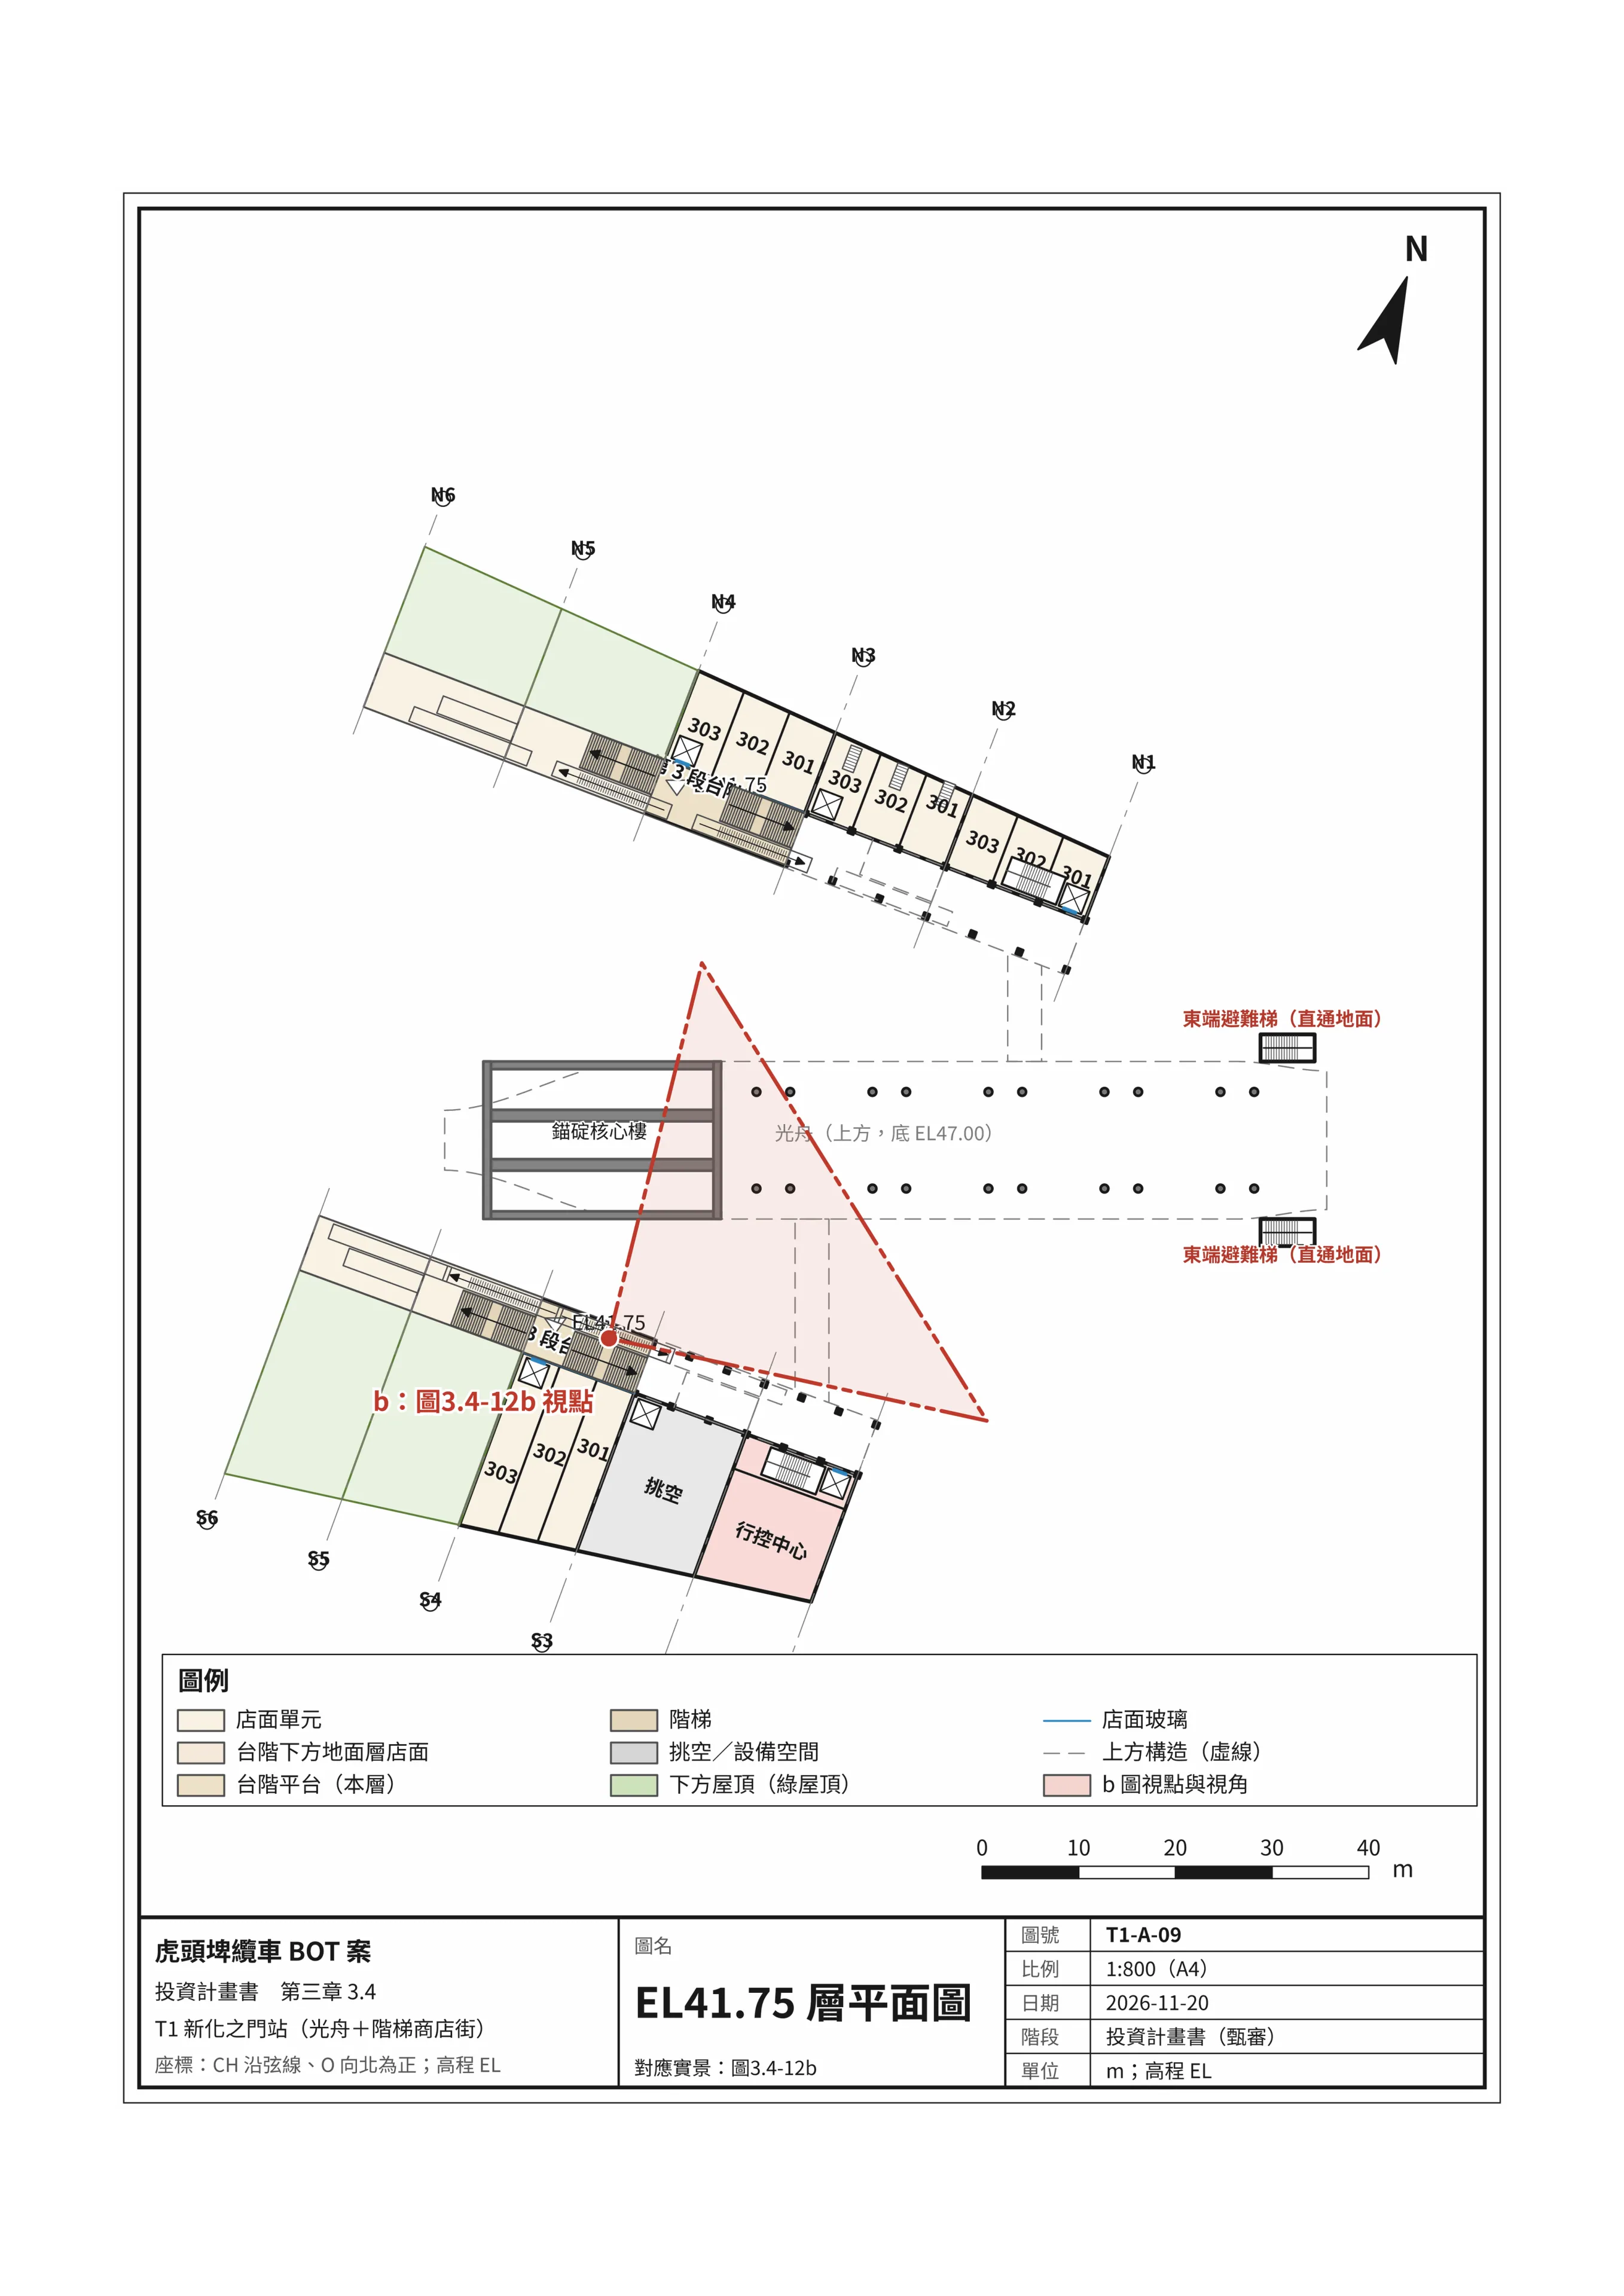 N
N6
N5
N4
N3
N2
N1
303
302
301
303
302
301
303
302
301
3 段台
.75
東端避難梯（直通地面）
錨碇核心樓
光舟（上方，底 EL47.00）
東端避難梯（直通地面）
EL41.75
3 段台
b：圖3.4-12b 視點
303
302
301
挑空
行控中心
S6
S5
S4
S3
圖例
店面單元
階梯
店面玻璃
台階下方地面層店面
挑空／設備空間
上方構造（虛線）
台階平台（本層）
下方屋頂（綠屋頂）
b 圖視點與視角
0 10 20 30 40 m
虎頭埤纜車 BOT 案
投資計畫書　第三章 3.4
T1 新化之門站（光舟＋階梯商店街）
座標：CH 沿弦線、O 向北為正；高程 EL
圖名
EL41.75 層平面圖
對應實景：圖3.4-12b
圖號 T1-A-09
比例 1:800（A4）
日期 2026-11-20
階段 投資計畫書（甄審）
單位 m；高程 EL